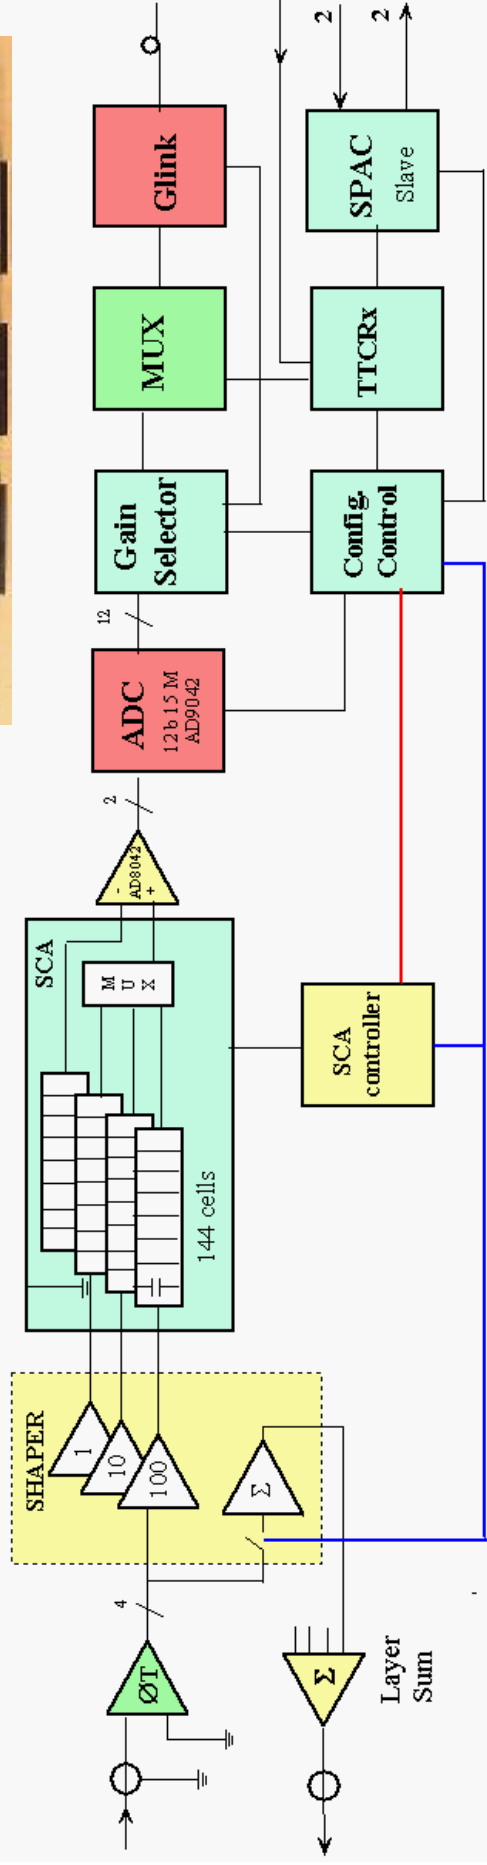 ØT
4
SHAPER
1
10
100
Σ
Σ
Layer
Sum
SCA
M
U
X
144 cells
-
AD8042
+
2
ADC
12 b 15 M
AD9042
12
Gain
Selector
MUX
Glink
SCA
controller
Config.
Control
TTCRx
SPAC
Slave
2
2